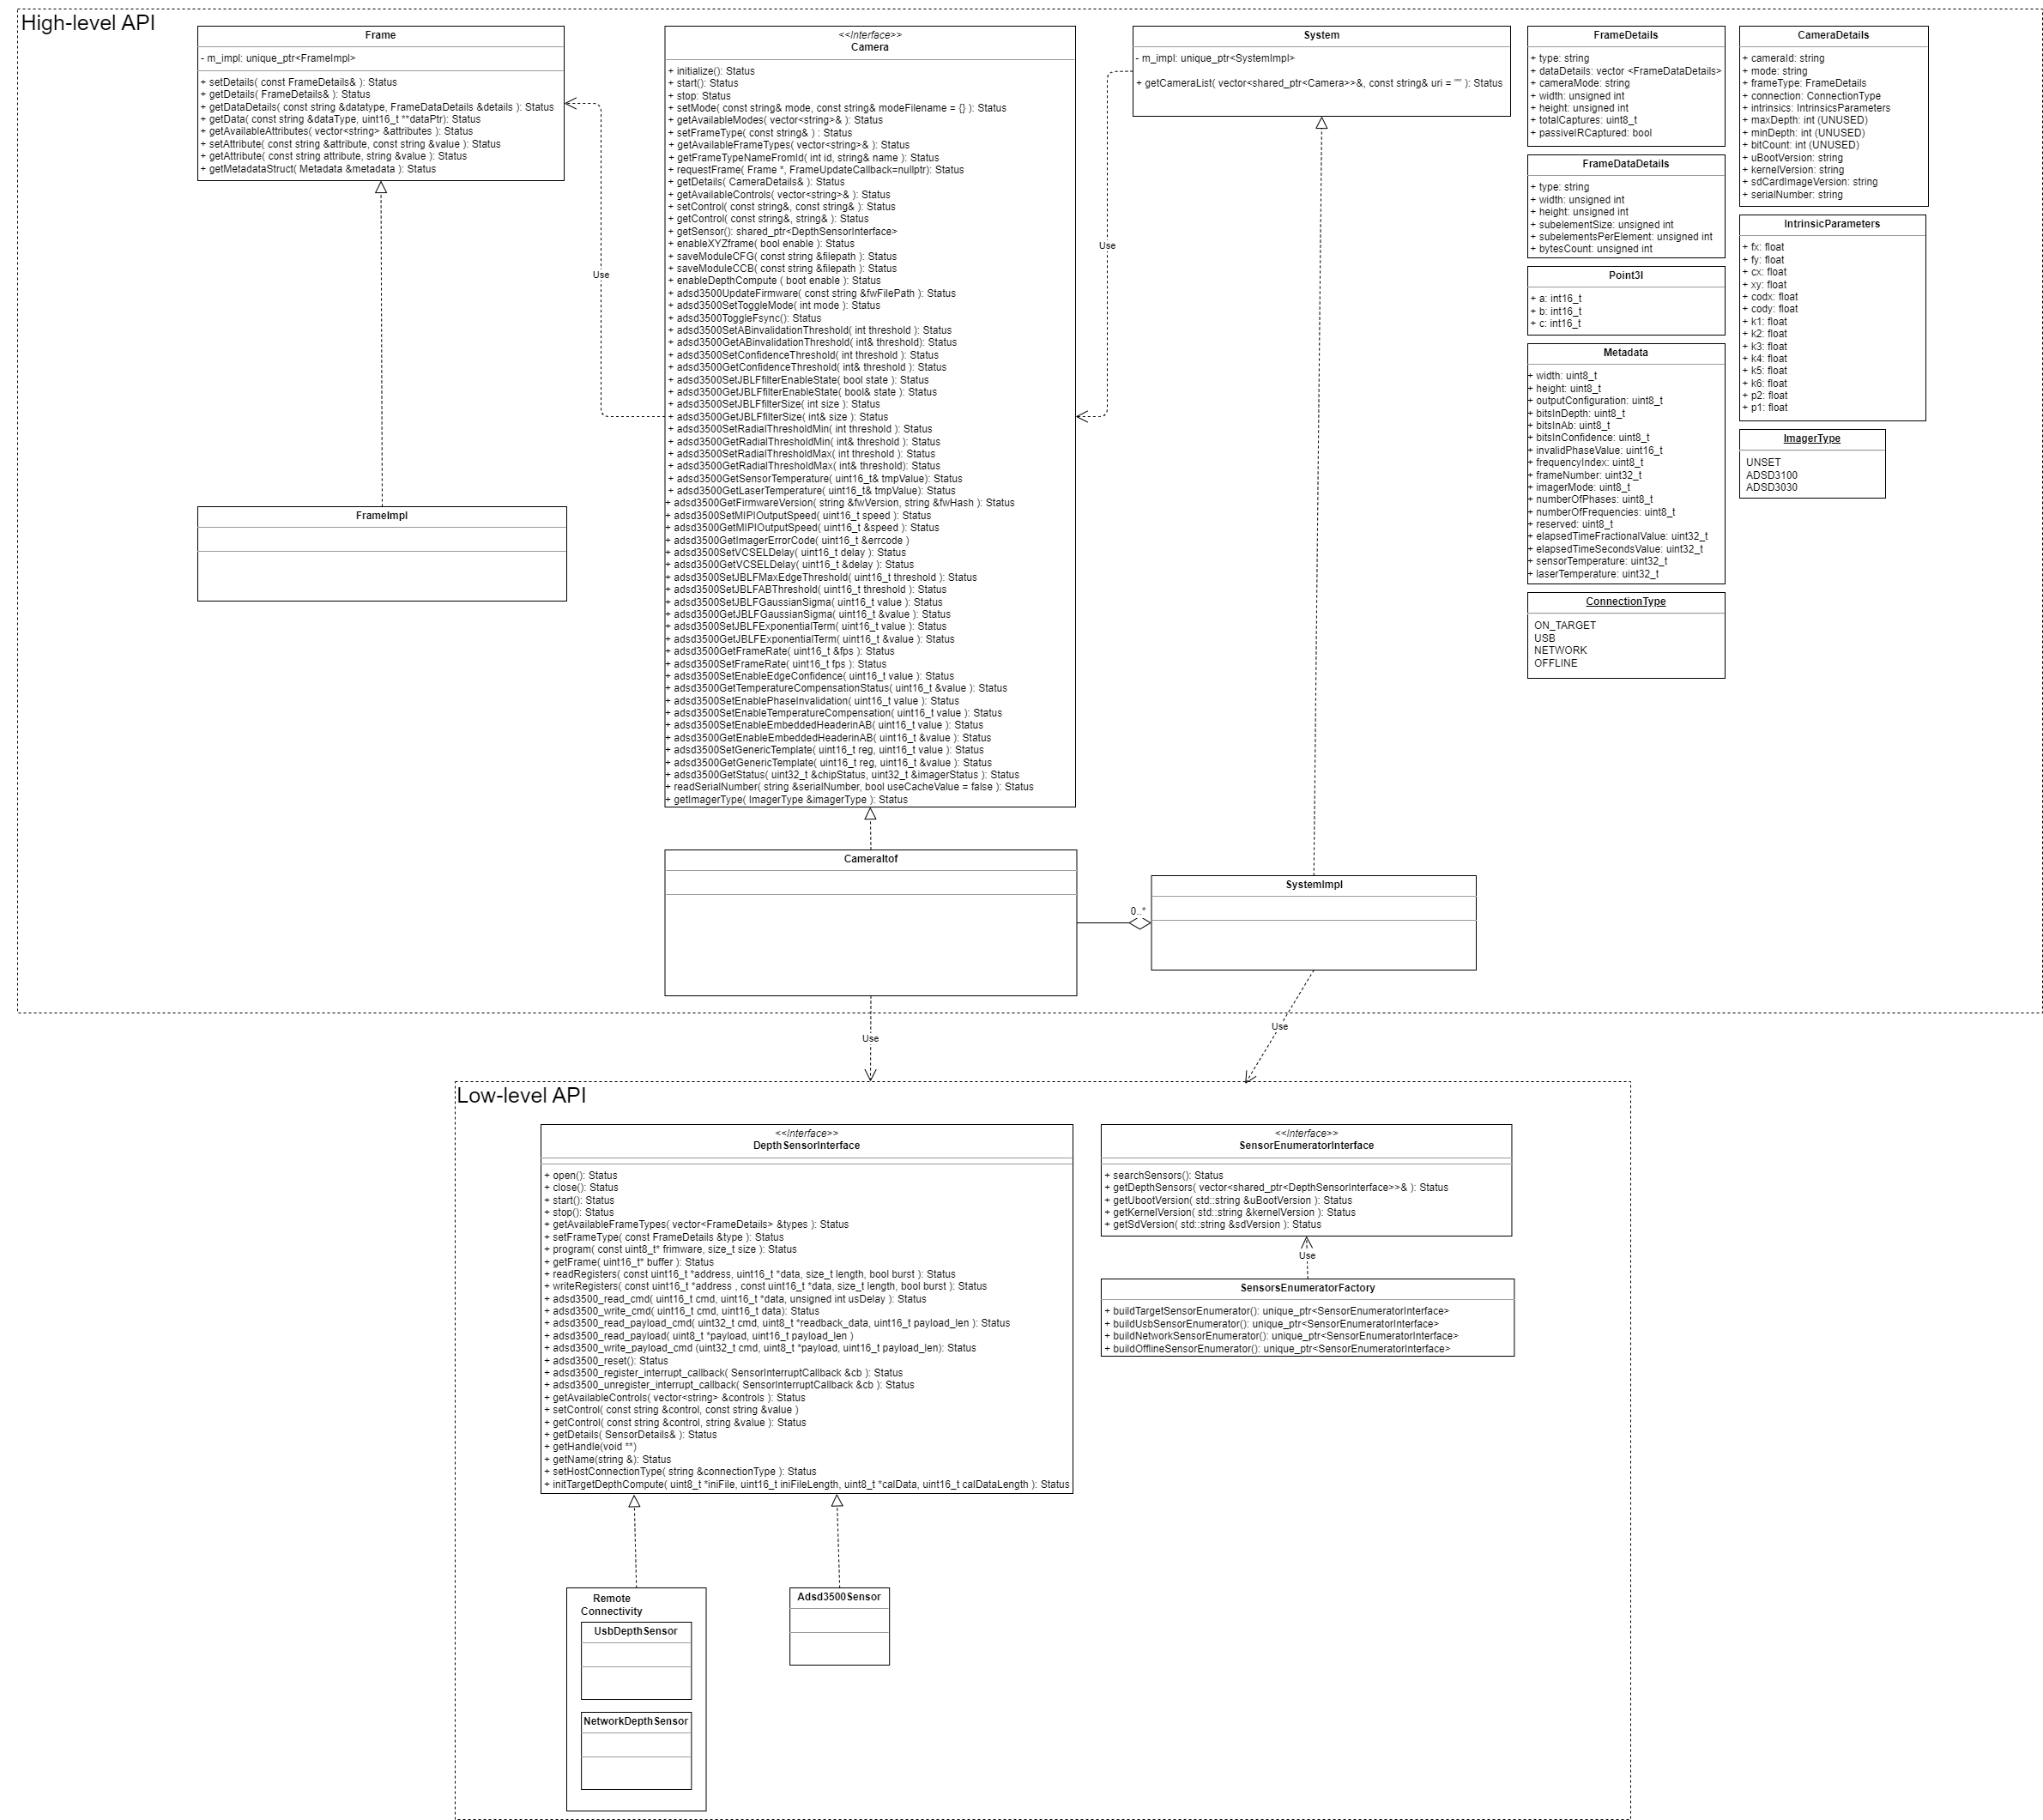 High-level API
Frame
- m_impl: unique_ptr<FrameImpl>
+ setDetails( const FrameDetails& ): Status
+ getDetails( FrameDetails& ): Status
+ getDataDetails( const string &datatype, FrameDataDetails &details ): Status
+ getData( const string &dataType, uint16_t **dataPtr): Status
+ getAvailableAttributes( vector<string> &attributes ): Status
+ setAttribute( const string &attribute, const string &value ): Status
+ getAttribute( const string attribute, string &value ): Status
+ getMetadataStruct( Metadata &metadata ): Status
Use
FrameImpl
<<Interface>>
Camera
+ initialize(): Status
+ start(): Status
+ stop: Status
+ setMode( const string& mode, const string& modeFilename = {} ): Status
+ getAvailableModes( vector<string>& ): Status
+ setFrameType( const string& ) : Status
+ getAvailableFrameTypes( vector<string>& ): Status
+ getFrameTypeNameFromId( int id, string& name ): Status
+ requestFrame( Frame *, FrameUpdateCallback=nullptr): Status
+ getDetails( CameraDetails& ): Status
+ getAvailableControls( vector<string>& ): Status
+ setControl( const string&, const string& ): Status
+ getControl( const string&, string& ): Status
+ getSensor(): shared_ptr<DepthSensorInterface>
+ enableXYZframe( bool enable ): Status
+ saveModuleCFG( const string &filepath ): Status
+ saveModuleCCB( const string &filepath ): Status
+ enableDepthCompute ( boot enable ): Status
+ adsd3500UpdateFirmware( const string &fwFilePath ): Status
+ adsd3500SetToggleMode( int mode ): Status
+ adsd3500ToggleFsync(): Status
+ adsd3500SetABinvalidationThreshold( int threshold ): Status
+ adsd3500GetABinvalidationThreshold( int& threshold): Status
+ adsd3500SetConfidenceThreshold( int threshold ): Status
+ adsd3500GetConfidenceThreshold( int& threshold ): Status
+ adsd3500SetJBLFfilterEnableState( bool state ): Status
+ adsd3500GetJBLFfilterEnableState( bool& state ): Status
+ adsd3500SetJBLFfilterSize( int size ): Status
+ adsd3500GetJBLFfilterSize( int& size ): Status
+ adsd3500SetRadialThresholdMin( int threshold ): Status
+ adsd3500GetRadialThresholdMin( int& threshold ): Status
+ adsd3500SetRadialThresholdMax( int threshold ): Status
+ adsd3500GetRadialThresholdMax( int& threshold): Status
+ adsd3500GetSensorTemperature( uint16_t& tmpValue): Status
+ adsd3500GetLaserTemperature( uint16_t& tmpValue): Status
+ adsd3500GetFirmwareVersion( string &fwVersion, string &fwHash ): Status
+ adsd3500SetMIPIOutputSpeed( uint16_t speed ): Status
+ adsd3500GetMIPIOutputSpeed( uint16_t &speed ): Status
+ adsd3500GetImagerErrorCode( uint16_t &errcode )
+ adsd3500SetVCSELDelay( uint16_t delay ): Status
+ adsd3500GetVCSELDelay( uint16_t &delay ): Status
+ adsd3500SetJBLFMaxEdgeThreshold( uint16_t threshold ): Status
+ adsd3500SetJBLFABThreshold( uint16_t threshold ): Status
+ adsd3500SetJBLFGaussianSigma( uint16_t value ): Status
+ adsd3500GetJBLFGaussianSigma( uint16_t &value ): Status
+ adsd3500SetJBLFExponentialTerm( uint16_t value ): Status
+ adsd3500GetJBLFExponentialTerm( uint16_t &value ): Status
+ adsd3500GetFrameRate( uint16_t &fps ): Status
+ adsd3500SetFrameRate( uint16_t fps ): Status
+ adsd3500SetEnableEdgeConfidence( uint16_t value ): Status
+ adsd3500GetTemperatureCompensationStatus( uint16_t &value ): Status
+ adsd3500SetEnablePhaseInvalidation( uint16_t value ): Status
+ adsd3500SetEnableTemperatureCompensation( uint16_t value ): Status
+ adsd3500SetEnableEmbeddedHeaderinAB( uint16_t value ): Status
+ adsd3500GetEnableEmbeddedHeaderinAB( uint16_t &value ): Status
+ adsd3500SetGenericTemplate( uint16_t reg, uint16_t value ): Status
+ adsd3500GetGenericTemplate( uint16_t reg, uint16_t &value ): Status
+ adsd3500GetStatus( uint32_t &chipStatus, uint32_t &imagerStatus ): Status
+ readSerialNumber( string &serialNumber, bool useCacheValue = false ): Status
+ getImagerType( ImagerType &imagerType ): Status
CameraItof
Use
System
- m_impl: unique_ptr<SystemImpl>
+ getCameraList( vector<shared_ptr<Camera>>&, const string& uri = "" ): Status
Use
0..*
SystemImpl
Use
FrameDetails
+ type: string
+ dataDetails: vector <FrameDataDetails>
+ cameraMode: string
+ width: unsigned int
+ height: unsigned int
+ totalCaptures: uint8_t
+ passiveIRCaptured: bool
FrameDataDetails
+ type: string
+ width: unsigned int
+ height: unsigned int
+ subelementSize: unsigned int
+ subelementsPerElement: unsigned int
+ bytesCount: unsigned int
Point3I
+ a: int16_t
+ b: int16_t
+ c: int16_t
Metadata
+ width: uint8_t
+ height: uint8_t
+ outputConfiguration: uint8_t
+ bitsInDepth: uint8_t
+ bitsInAb: uint8_t
+ bitsInConfidence: uint8_t
+ invalidPhaseValue: uint16_t
+ frequencyIndex: uint8_t
+ frameNumber: uint32_t
+ imagerMode: uint8_t
+ numberOfPhases: uint8_t
+ numberOfFrequencies: uint8_t
+ reserved: uint8_t
+ elapsedTimeFractionalValue: uint32_t
+ elapsedTimeSecondsValue: uint32_t
+ sensorTemperature: uint32_t
+ laserTemperature: uint32_t
ConnectionType
ON_TARGET
USB
NETWORK
OFFLINE
CameraDetails
+ cameraId: string
+ mode: string
+ frameType: FrameDetails
+ connection: ConnectionType
+ intrinsics: IntrinsicParameters
+ maxDepth: int (UNUSED)
+ minDepth: int (UNUSED)
+ bitCount: int (UNUSED)
+ uBootVersion: string
+ kernelVersion: string
+ sdCardImageVersion: string
+ serialNumber: string
IntrinsicParameters
+ fx: float
+ fy: float
+ cx: float
+ xy: float
+ codx: float
+ cody: float
+ k1: float
+ k2: float
+ k3: float
+ k4: float
+ k5: float
+ k6: float
+ p2: float
+ p1: float
ImagerType
UNSET
ADSD3100
ADSD3030
Low-level API
<<Interface>>
DepthSensorInterface
+ open(): Status
+ close(): Status
+ start(): Status
+ stop(): Status
+ getAvailableFrameTypes( vector<FrameDetails> &types ): Status
+ setFrameType( const FrameDetails &type ): Status
+ program( const uint8_t* frimware, size_t size ): Status
+ getFrame( uint16_t* buffer ): Status
+ readRegisters( const uint16_t *address, uint16_t *data, size_t length, bool burst ): Status
+ writeRegisters( const uint16_t *address , const uint16_t *data, size_t length, bool burst ): Status
+ adsd3500_read_cmd( uint16_t cmd, uint16_t *data, unsigned int usDelay ): Status
+ adsd3500_write_cmd( uint16_t cmd, uint16_t data): Status
+ adsd3500_read_payload_cmd( uint32_t cmd, uint8_t *readback_data, uint16_t payload_len ): Status
+ adsd3500_read_payload( uint8_t *payload, uint16_t payload_len )
+ adsd3500_write_payload_cmd (uint32_t cmd, uint8_t *payload, uint16_t payload_len): Status
+ adsd3500_reset(): Status
+ adsd3500_register_interrupt_callback( SensorInterruptCallback &cb ): Status
+ adsd3500_unregister_interrupt_callback( SensorInterruptCallback &cb ): Status
+ getAvailableControls( vector<string> &controls ): Status
+ setControl( const string &control, const string &value )
+ getControl( const string &control, string &value ): Status
+ getDetails( SensorDetails& ): Status
+ getHandle(void **)
+ getName(string &): Status
+ setHostConnectionType( string &connectionType ): Status
+ initTargetDepthCompute( uint8_t *iniFile, uint16_t iniFileLength, uint8_t *calData, uint16_t calDataLength ): Status
<<Interface>>
SensorEnumeratorInterface
+ searchSensors(): Status
+ getDepthSensors( vector<shared_ptr<DepthSensorInterface>>& ): Status
+ getUbootVersion( std::string &uBootVersion ): Status
+ getKernelVersion( std::string &kernelVersion ): Status
+ getSdVersion( std::string &sdVersion ): Status
Use
SensorsEnumeratorFactory
+ buildTargetSensorEnumerator(): unique_ptr<SensorEnumeratorInterface>
+ buildUsbSensorEnumerator(): unique_ptr<SensorEnumeratorInterface>
+ buildNetworkSensorEnumerator(): unique_ptr<SensorEnumeratorInterface>
+ buildOfflineSensorEnumerator(): unique_ptr<SensorEnumeratorInterface>
Remote
Connectivity
UsbDepthSensor
NetworkDepthSensor
Adsd3500Sensor